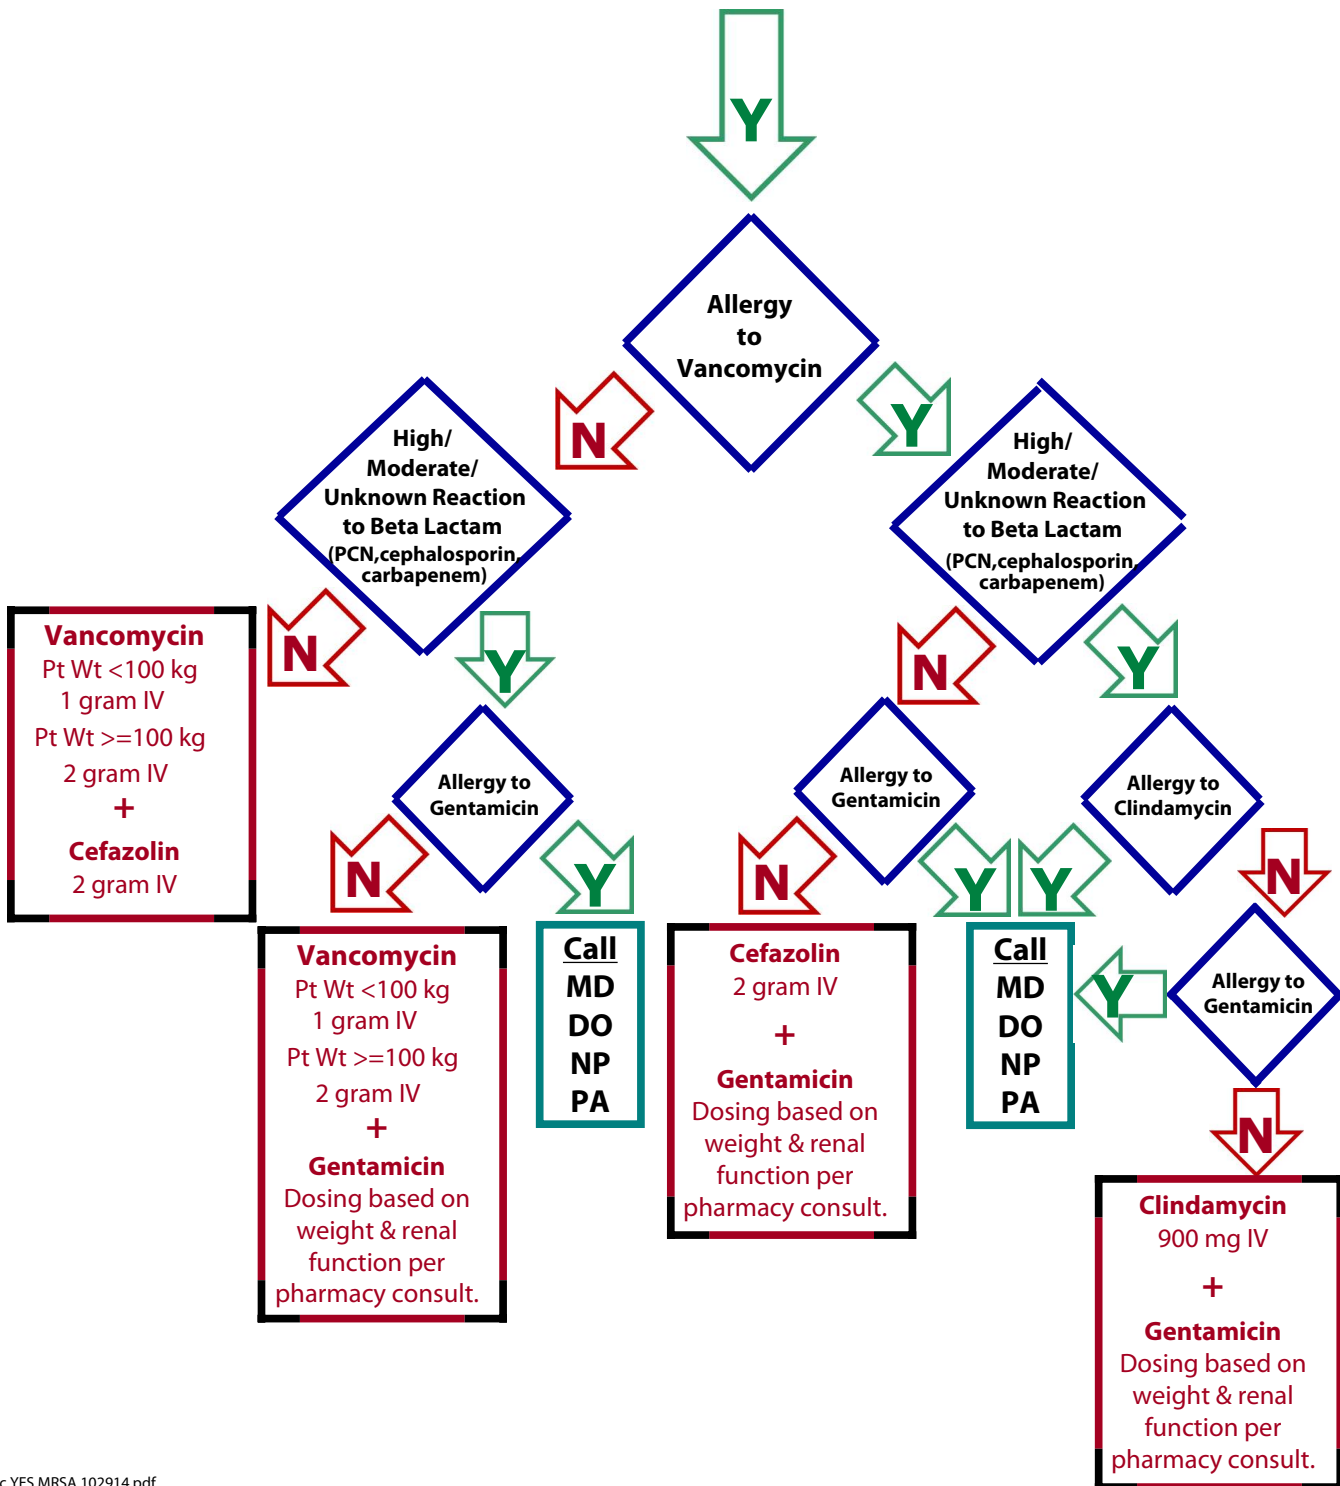 Y
Allergy
to
Vancomycin
N
Y
High/
Moderate/
Unknown Reaction
to Beta Lactam
(PCN,cephalosporin,
carbapenem)
High/
Moderate/
Unknown Reaction
to Beta Lactam
(PCN,cephalosporin,
carbapenem)
N
Y
N
Y
Vancomycin
Pt Wt <100 kg
1 gram IV
Pt Wt >=100 kg
2 gram IV
+
Cefazolin
2 gram IV
Allergy to
Gentamicin
Allergy to
Gentamicin
Allergy to
Clindamycin
N
Y
N
Y
Y
N
Vancomycin
Pt Wt <100 kg
1 gram IV
Pt Wt >=100 kg
2 gram IV
+
Gentamicin
Dosing based on
weight & renal
function per
pharmacy consult.
Call
MD
DO
NP
PA
Cefazolin
2 gram IV
+
Gentamicin
Dosing based on
weight & renal
function per
pharmacy consult.
Call
MD
DO
NP
PA
Y
Allergy to
Gentamicin
N
Clindamycin
900 mg IV
+
Gentamicin
Dosing based on
weight & renal
function per
pharmacy consult.
c YES MRSA 102914.pdf